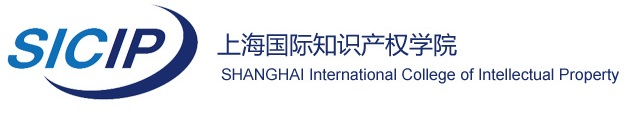 SICIP
上海国际知识产权学院
SHANGHAI International College of Intellectual Property